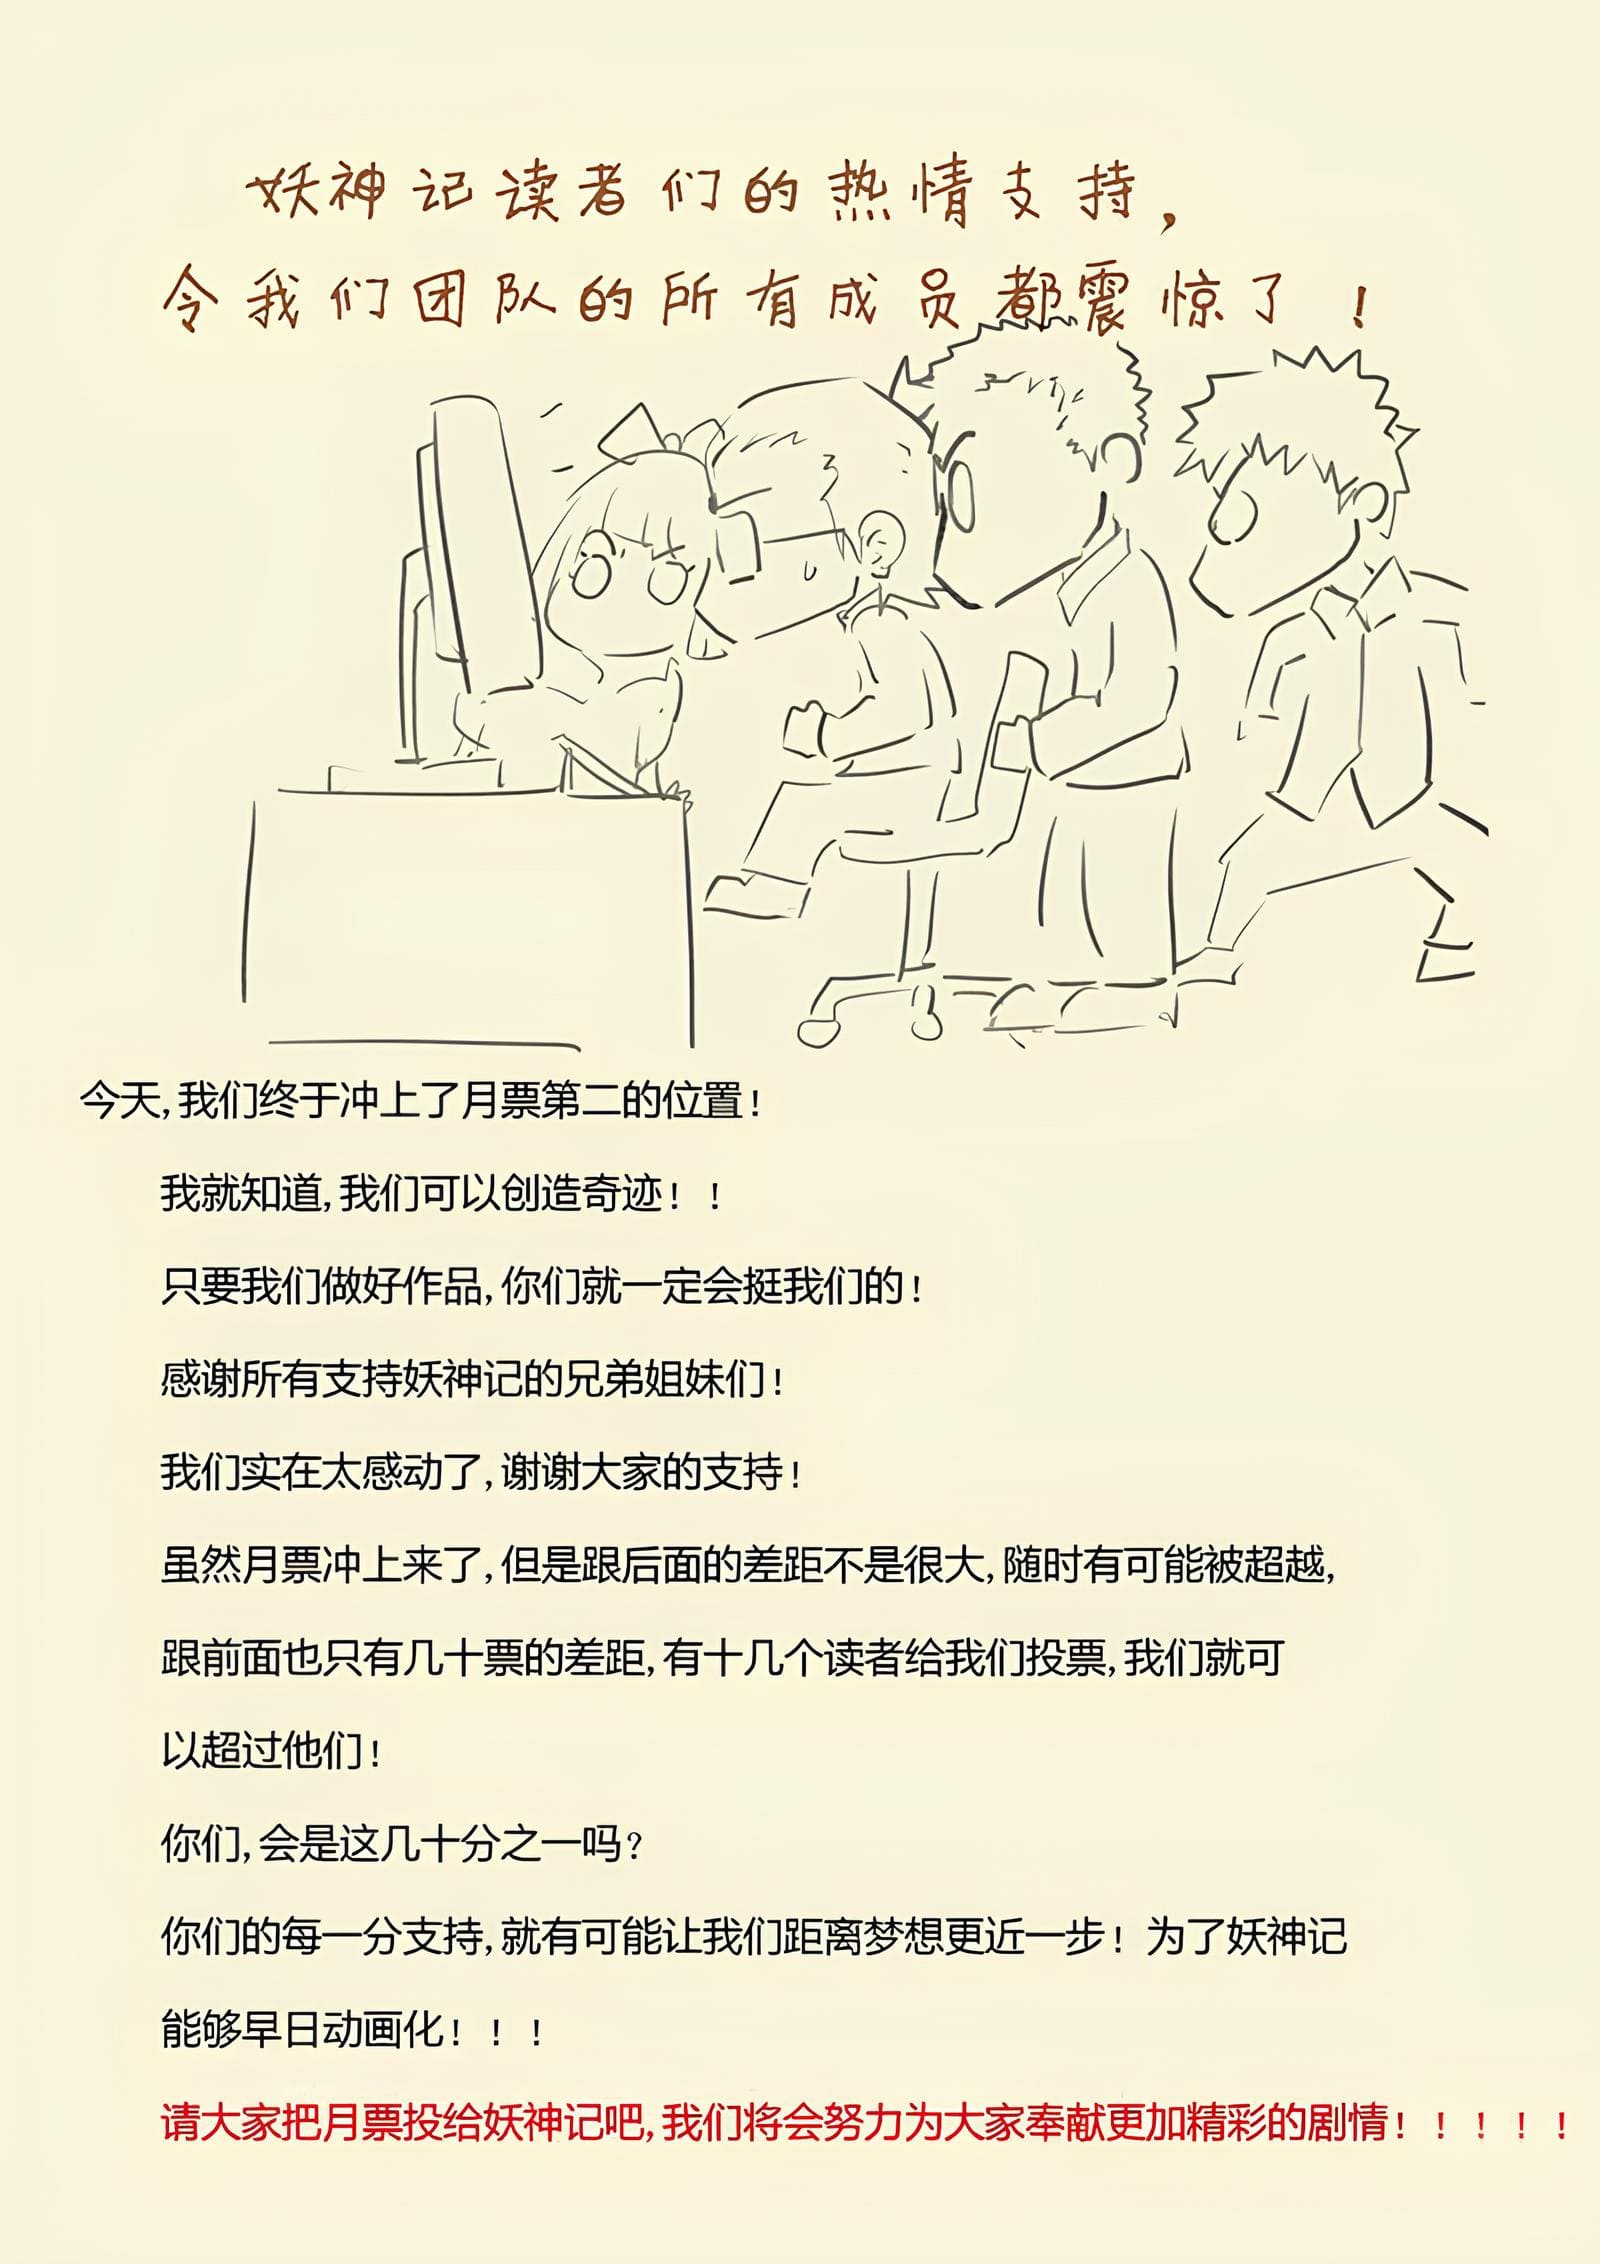 妖神记读者们的热情支持，
令我们团队的所有成员都震惊了！
今天,我们终于冲上了月票第二的位置！
我就知道,我们可以创造奇迹！！
只要我们做好作品,你们就一定会挺我们的！
感谢所有支持妖神记的兄弟姐妹们！
我们实在太感动了,谢谢大家的支持！
虽然月票冲上来了,但是跟后面的差距不是很大,随时有可能被超越,
跟前面也只有几十票的差距,有十几个读者给我们投票,我们就可
以超过他们！
你们,会是这几十分之一吗？
你们的每一分支持,就有可能让我们距离梦想更近一步！为了妖神记
能够早日动画化！！！
请大家把月票投给妖神记吧,我们将会努力为大家奉献更加精彩的剧情！！！！！